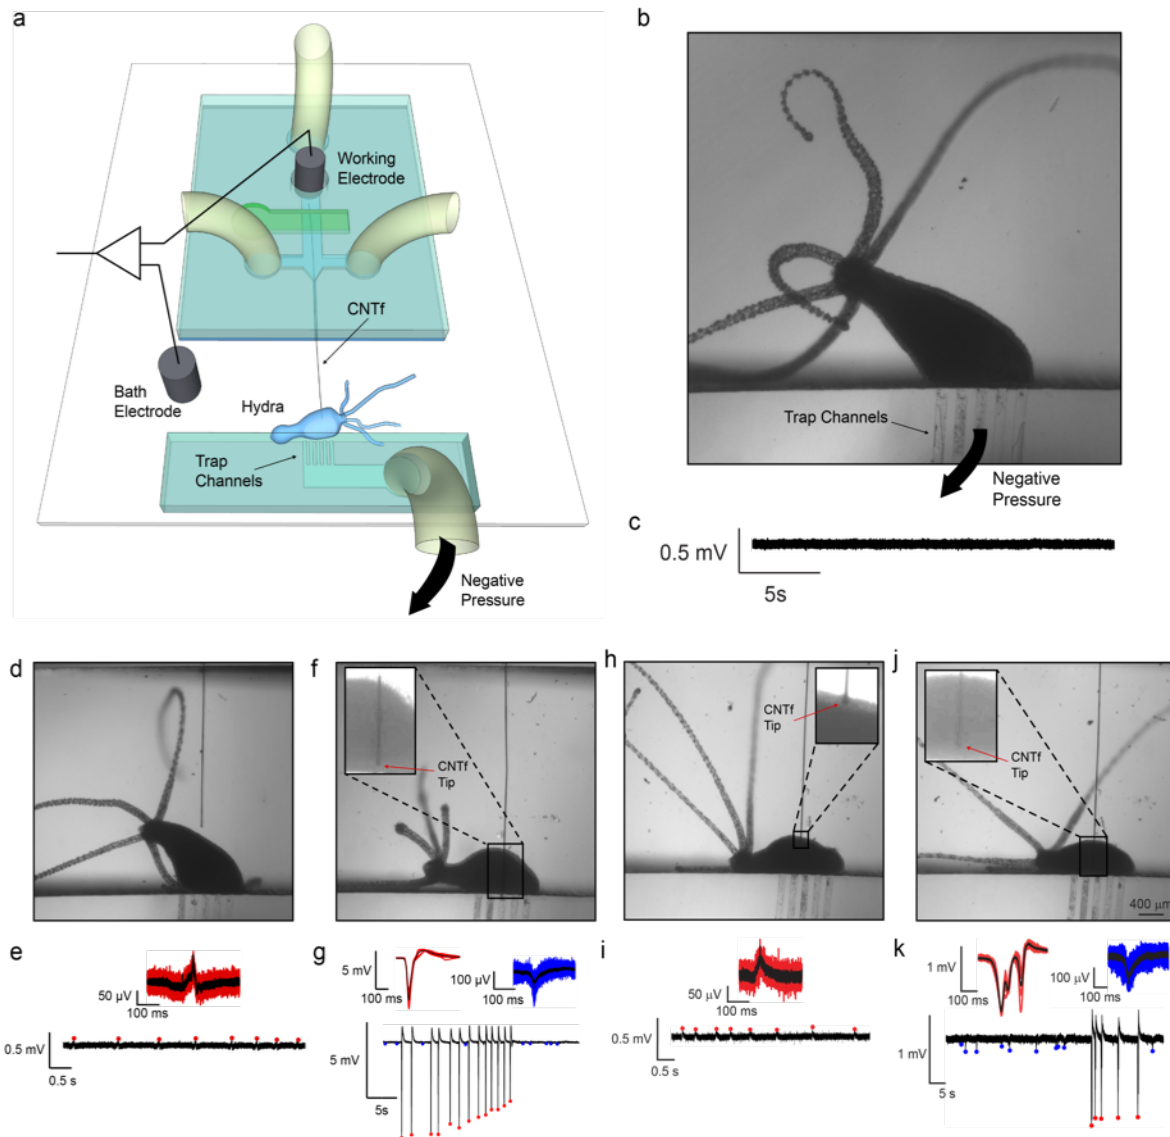 a
Working
Electrode
CNTf
Bath
Electrode
Hydra
Trap
Channels
Negative
Pressure
b
Trap Channels
Negative
Pressure
c
0.5 mV
5s
d
f
CNTf
Tip
h
CNTf
Tip
j
CNTf
Tip
400 μm
e
50 μV
100 ms
0.5 mV
0.5 s
g
5 mV
100 ms
100 μV
100 ms
5 mV
5s
i
50 μV
100 ms
0.5 mV
0.5 s
k
1 mV
100 ms
100 μV
100 ms
1 mV
5 s